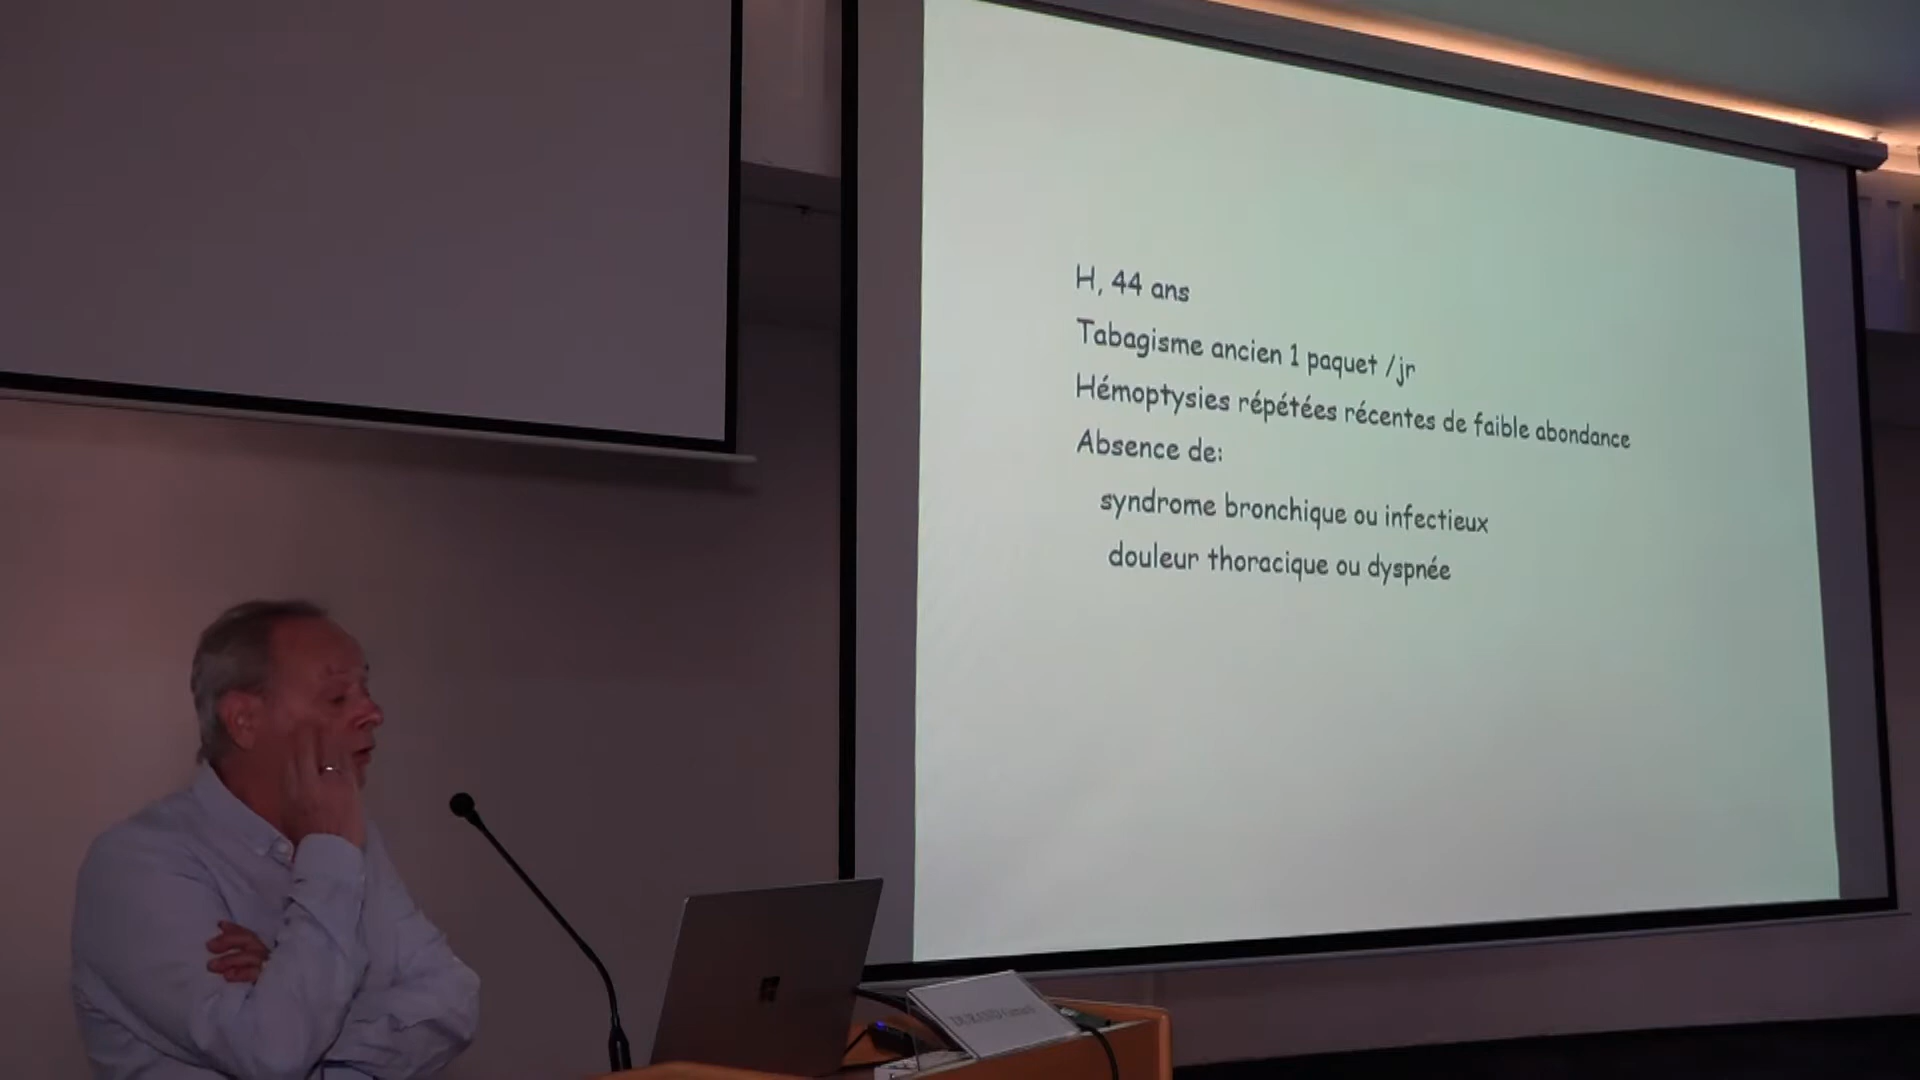 H, 44 ans
Tabagisme ancien 1 paquet /jr
Hémoptysies répétées récentes de faible abondance
Absence de:
syndrome bronchique ou infectieux
douleur thoracique ou dyspnée
DURAND